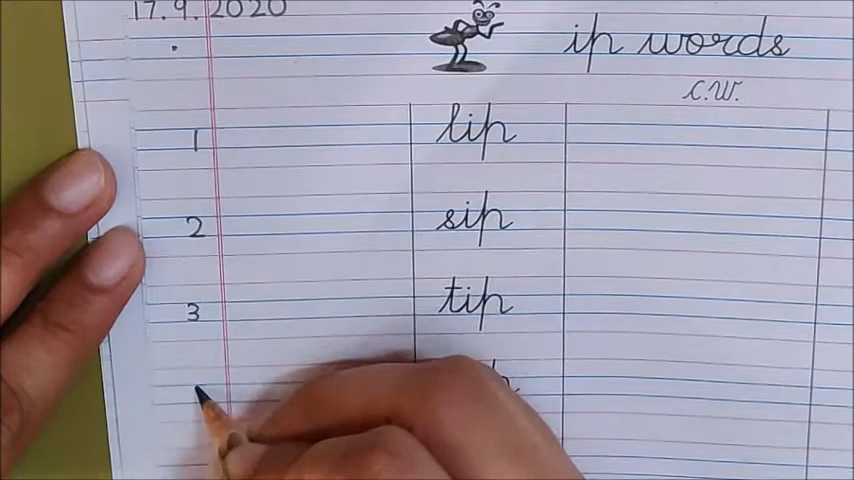 17.9.2020
ip words
c.w.
1 lip
2 sip
3 tip